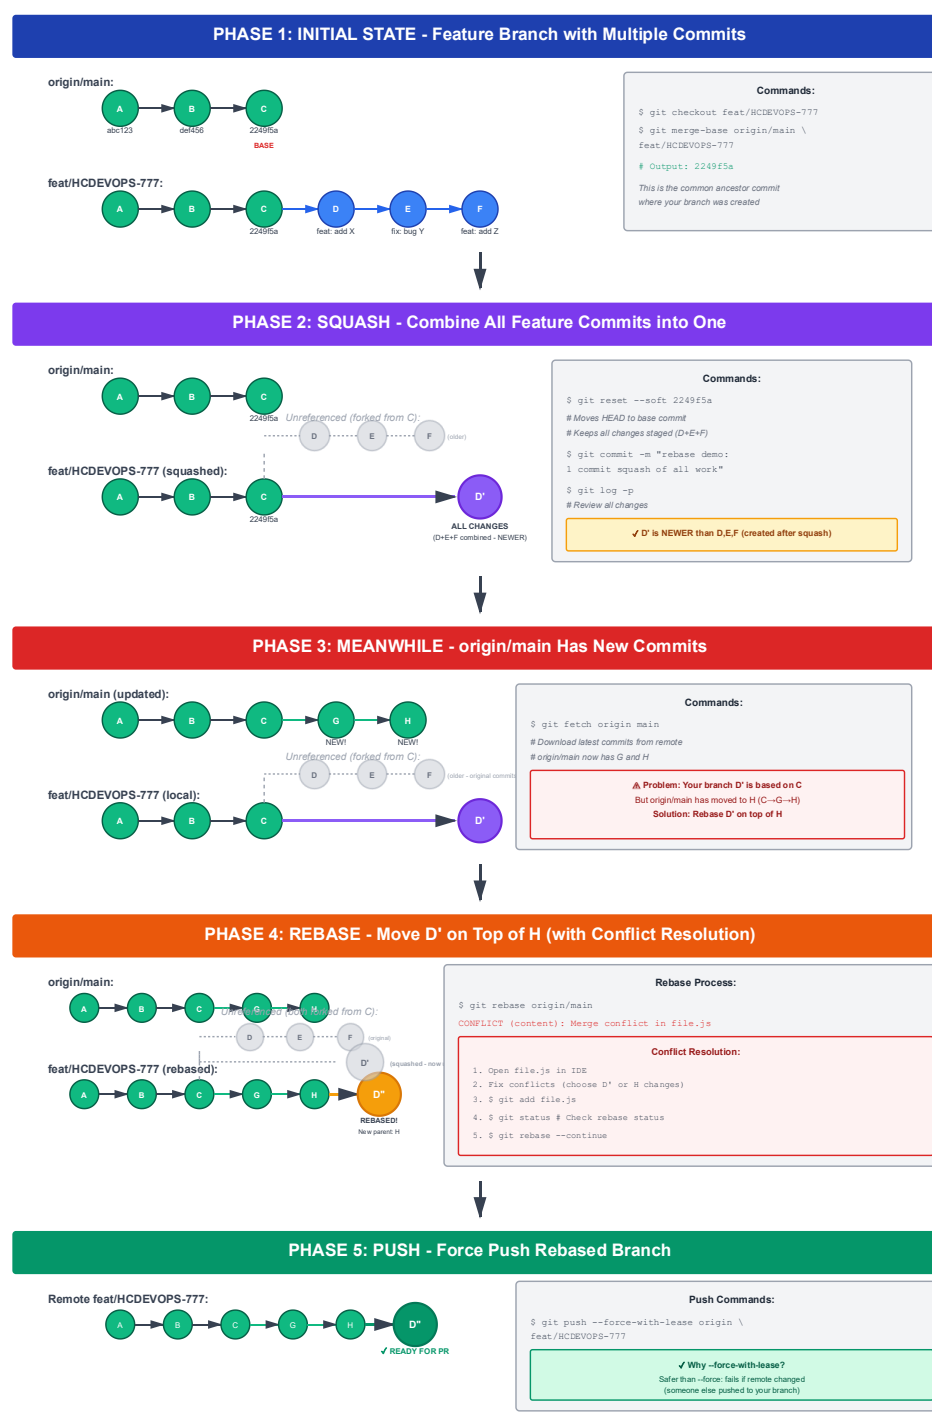 PHASE 1: INITIAL STATE - Feature Branch with Multiple Commits
origin/main:
A
B
C
abc123
def456
2249f5a
BASE
feat/HCDEVOPS-777:
A
B
C
D
E
F
2249f5a
feat: add X
fix: bug Y
feat: add Z
Commands:
$ git checkout feat/HCDEVOPS-777
$ git merge-base origin/main \
feat/HCDEVOPS-777
# Output: 2249f5a
This is the common ancestor commit
where your branch was created
PHASE 2: SQUASH - Combine All Feature Commits into One
origin/main:
A
B
C
2249f5a
Unreferenced (forked from C):
D
E
F
(older)
feat/HCDEVOPS-777 (squashed):
A
B
C
D'
2249f5a
ALL CHANGES
(D+E+F combined - NEWER)
Commands:
$ git reset --soft 2249f5a
# Moves HEAD to base commit
# Keeps all changes staged (D+E+F)
$ git commit -m "rebase demo:
1 commit squash of all work"
$ git log -p
# Review all changes
✓ D' is NEWER than D,E,F (created after squash)
PHASE 3: MEANWHILE - origin/main Has New Commits
origin/main (updated):
A
B
C
G
H
NEW!
NEW!
Unreferenced (forked from C):
D
E
F
(older - original commits
feat/HCDEVOPS-777 (local):
A
B
C
D'
Commands:
$ git fetch origin main
# Download latest commits from remote
# origin/main now has G and H
⚠ Problem: Your branch D' is based on C
But origin/main has moved to H (C→G→H)
Solution: Rebase D' on top of H
PHASE 4: REBASE - Move D' on Top of H (with Conflict Resolution)
origin/main:
A
B
C
G
H
Unreferenced (both forked from C):
D
E
F
(original)
D'
(squashed - now
feat/HCDEVOPS-777 (rebased):
A
B
C
G
H
D"
REBASED!
New parent: H
Rebase Process:
$ git rebase origin/main
CONFLICT (content): Merge conflict in file.js
Conflict Resolution:
1. Open file.js in IDE
2. Fix conflicts (choose D' or H changes)
3. $ git add file.js
4. $ git status # Check rebase status
5. $ git rebase --continue
PHASE 5: PUSH - Force Push Rebased Branch
Remote feat/HCDEVOPS-777:
A
B
C
G
H
D"
✓ READY FOR PR
Push Commands:
$ git push --force-with-lease origin \
feat/HCDEVOPS-777
✓ Why --force-with-lease?
Safer than --force: fails if remote changed
(someone else pushed to your branch)